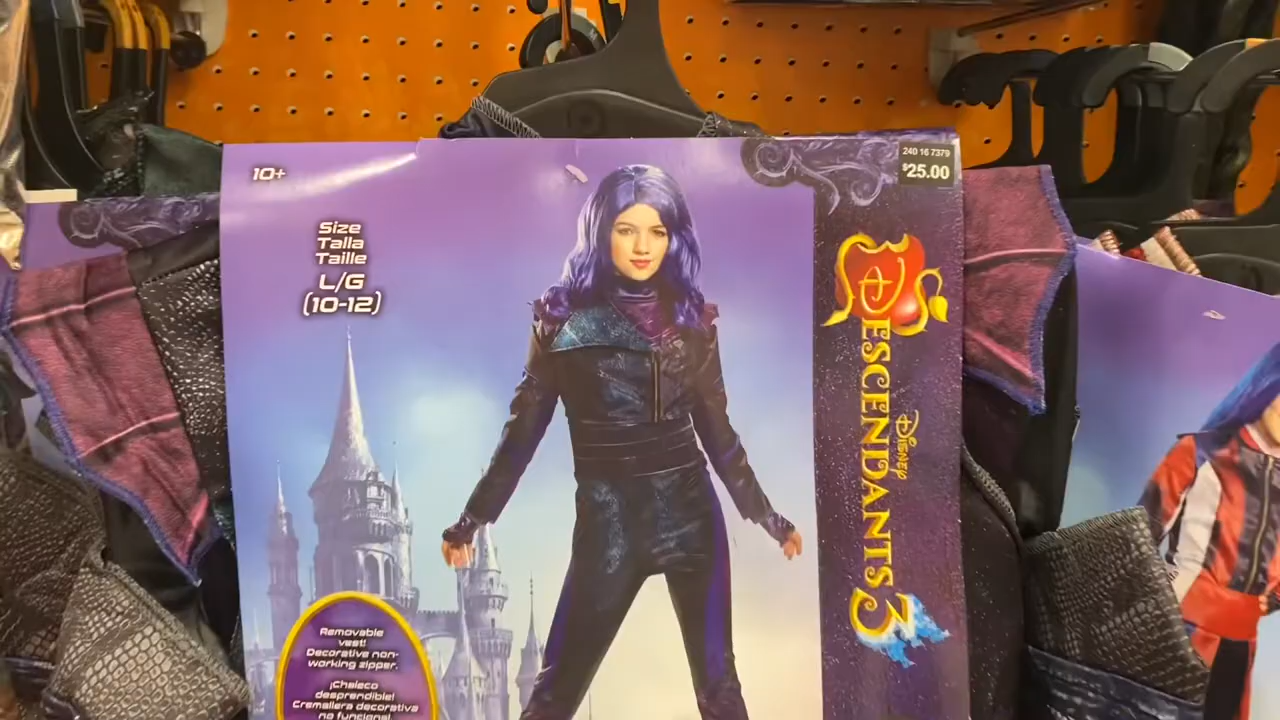 10+
240 16 7379
$25.00
Size
Talla
Taille
L/G
(10-12)
DISNEY
DESCENDANTS 3
Removable
vest!
Decorative non-
working zipper.
¡Chaleco
desprendible!
Cremallera decorativa
no funcional.